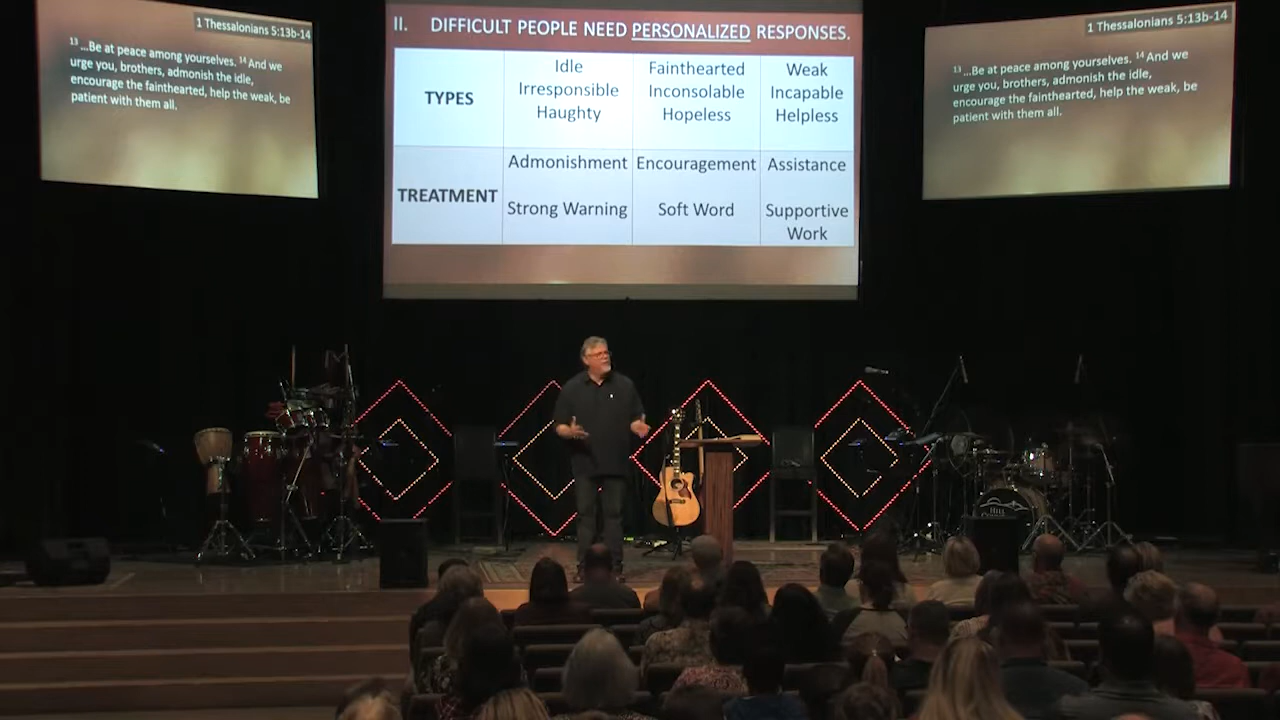 1 Thessalonians 5:13b-14
13 ...Be at peace among yourselves. 14 And we
urge you, brothers, admonish the idle,
encourage the fainthearted, help the weak, be
patient with them all.
II. DIFFICULT PEOPLE NEED PERSONALIZED RESPONSES.
TYPES
Idle
Irresponsible
Haughty
Fainthearted
Inconsolable
Hopeless
Weak
Incapable
Helpless
TREATMENT
Admonishment
Strong Warning
Encouragement
Soft Word
Assistance
Supportive
Work
1 Thessalonians 5:13b-14
13 ...Be at peace among yourselves. 14 And we
urge you, brothers, admonish the idle,
encourage the fainthearted, help the weak, be
patient with them all.
Hill